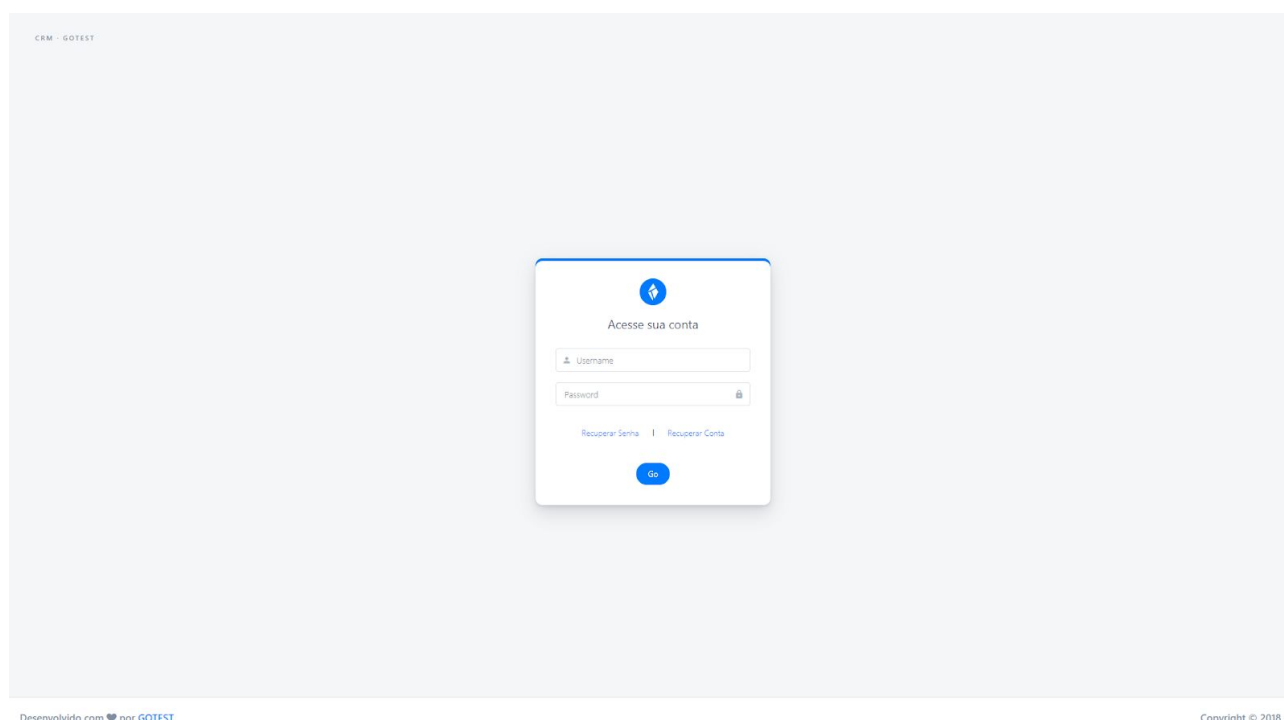 CRM · GOTEST
Acesse sua conta
Username
Password
Recuperar Senha | Recuperar Conta
Go
Desenvolvido com ♥ por GOTEST
Copyright © 2018